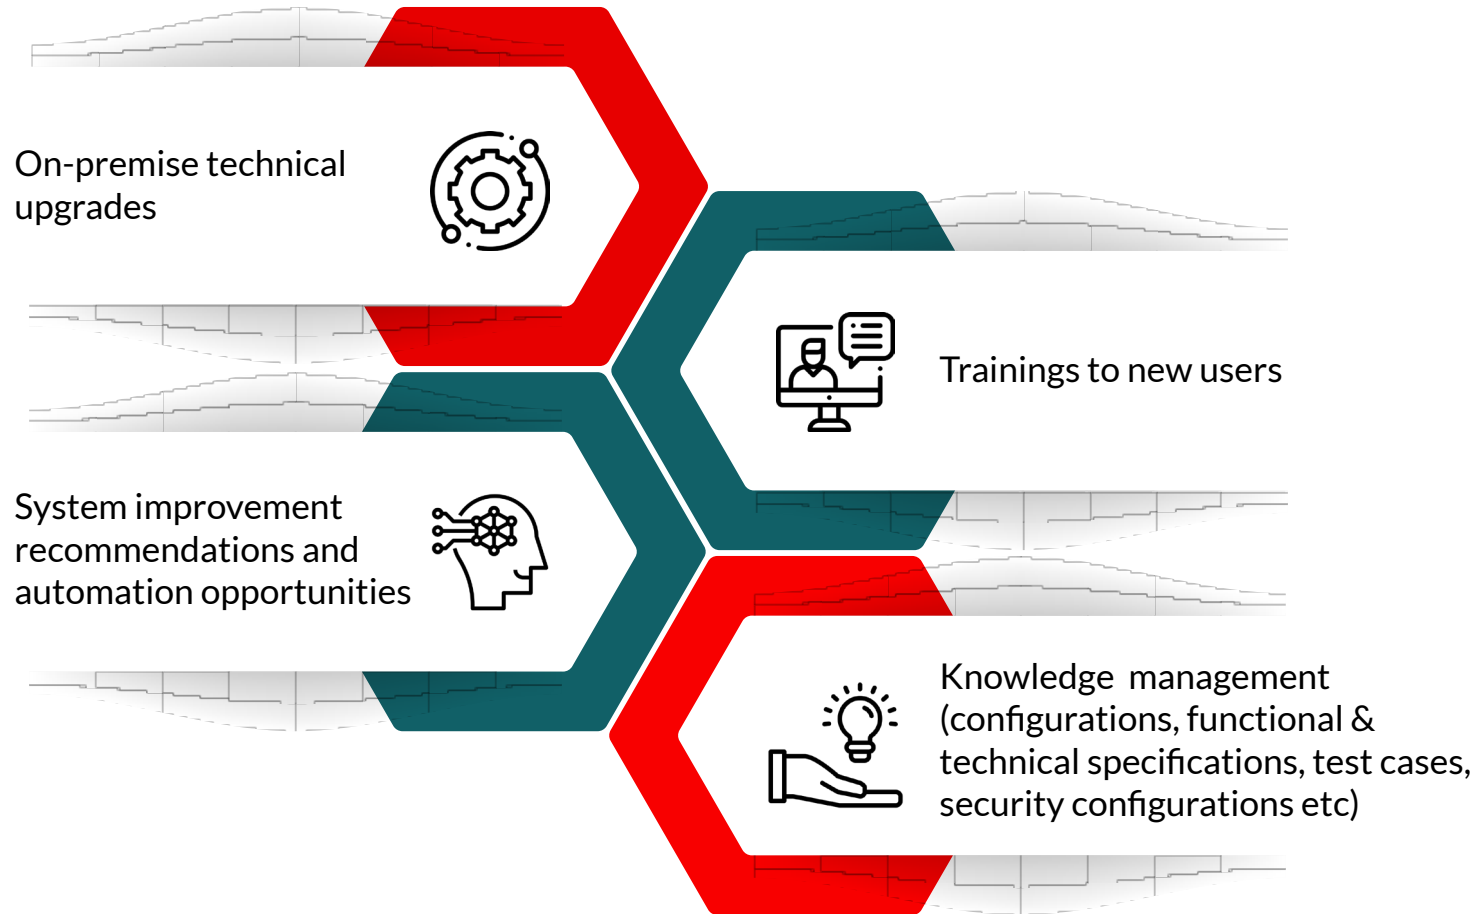 On-premise technical
upgrades
Trainings to new users
System improvement
recommendations and
automation opportunities
Knowledge  management
(configurations, functional &
technical specifications, test cases,
security configurations etc)